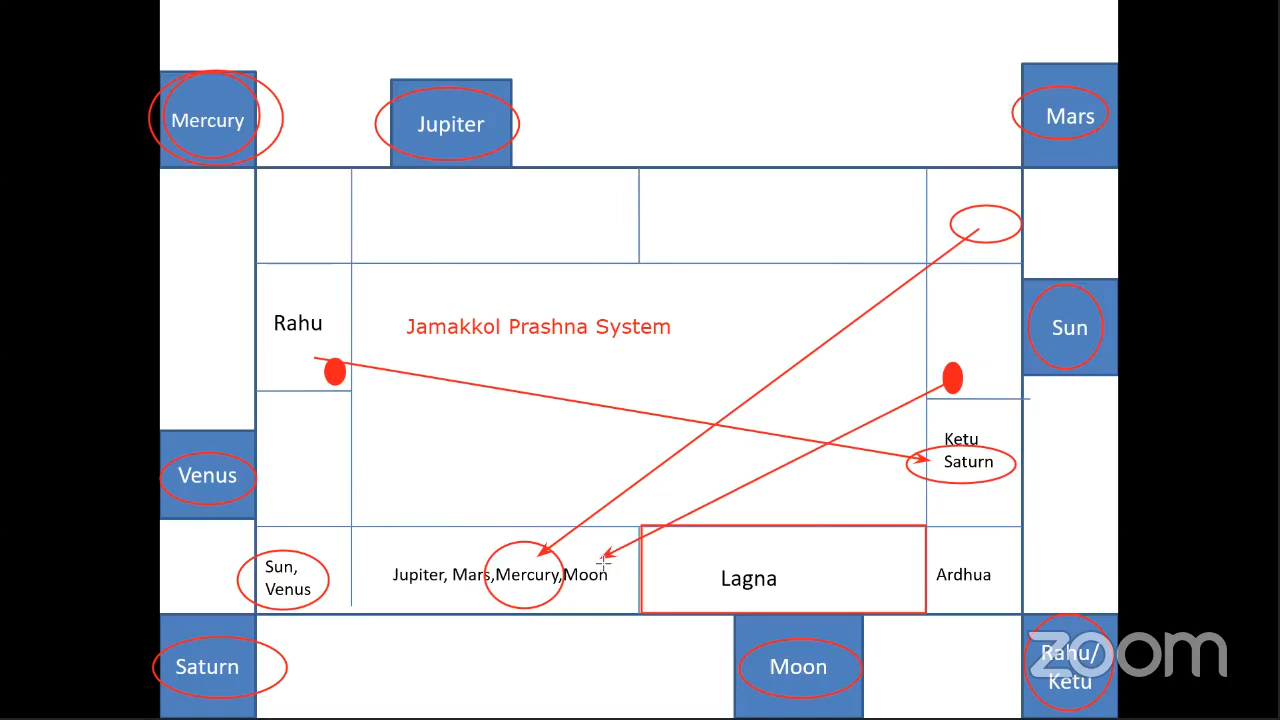 Mercury
Jupiter
Mars
Rahu
Jamakkol Prashna System
Sun
Venus
Ketu
Saturn
Sun,
Venus
Jupiter, Mars,Mercury,Moon
Lagna
Ardhua
Saturn
Moon
Rahu/
Ketu
zoom